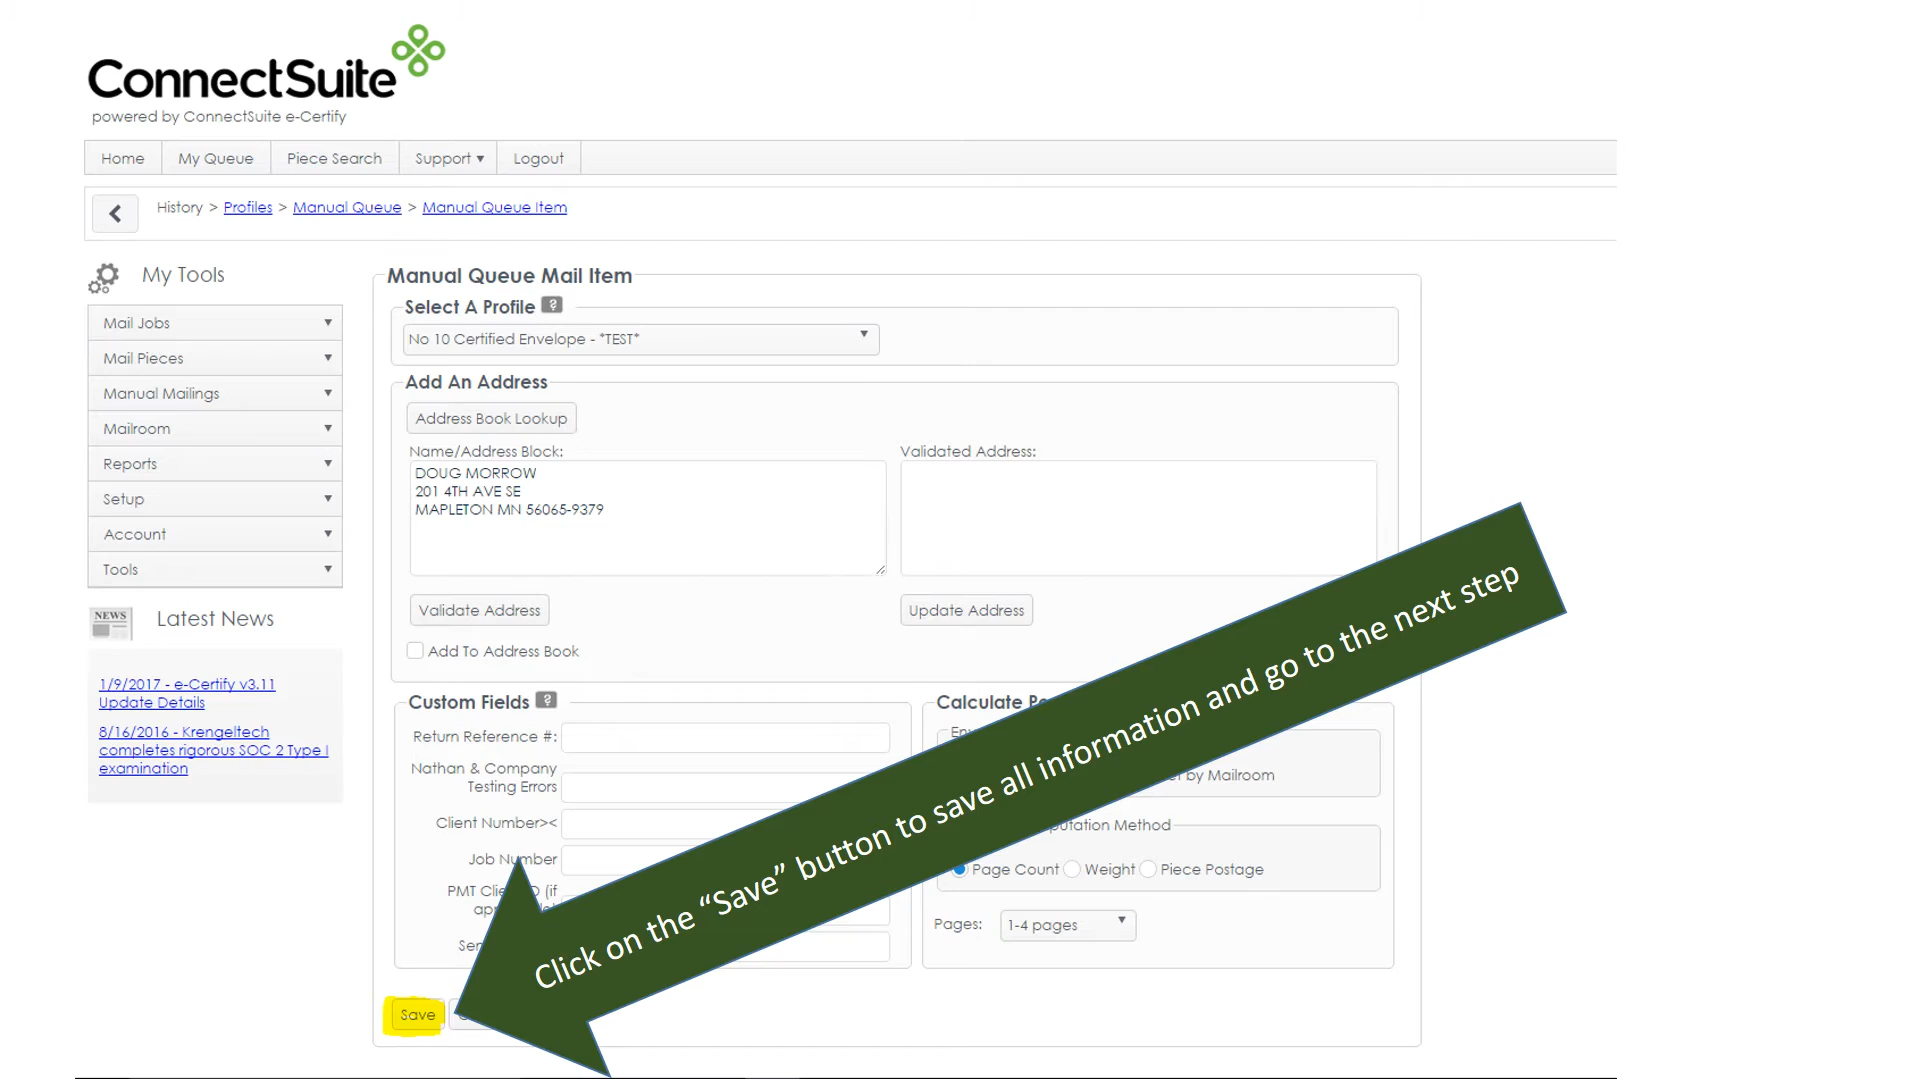 ConnectSuite
powered by ConnectSuite e-Certify
Home My Queue Piece Search Support Logout
History > Profiles > Manual Queue > Manual Queue Item
My Tools
Mail Jobs
Mail Pieces
Manual Mailings
Mailroom
Reports
Setup
Account
Tools
NEWS Latest News
1/9/2017 - e-Certify v3.11
Update Details
8/16/2016 - Krengeltech
completes rigorous SOC 2 Type I
examination
Manual Queue Mail Item
Select A Profile ?
No 10 Certified Envelope - *TEST*
Add An Address
Address Book Lookup
Name/Address Block:
DOUG MORROW
201 4TH AVE SE
MAPLETON MN 56065-9379
Validated Address:
Validate Address
Update Address
Add To Address Book
Custom Fields ?
Return Reference #:
Nathan & Company
Testing Errors
Client Number><
Job Number
PMT
(if
Calculate
by Mailroom
Method
Page Count Weight Piece Postage
Pages: 1-4 pages
Save
Click on the “Save” button to save all information and go to the next step